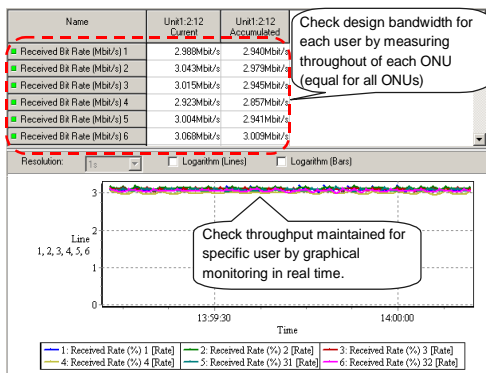 Name Unit1:2:12 Current Unit1:2:12 Accumulated
Received Bit Rate (Mbit/s) 1 2.988Mbit/s 2.940Mbit/s
Received Bit Rate (Mbit/s) 2 3.043Mbit/s 2.979Mbit/s
Received Bit Rate (Mbit/s) 3 3.015Mbit/s 2.945Mbit/s
Received Bit Rate (Mbit/s) 4 2.923Mbit/s 2.857Mbit/s
Received Bit Rate (Mbit/s) 5 3.004Mbit/s 2.941Mbit/s
Received Bit Rate (Mbit/s) 6 3.068Mbit/s 3.009Mbit/s
Check design bandwidth for
each user by measuring
throughout of each ONU
(equal for all ONUs)
Resolution: 1s Logarithm (Lines) Logarithm (Bars)
3
2
1
0
Line
1, 2, 3, 4, 5, 6
Check throughput maintained for
specific user by graphical
monitoring in real time.
13:59:30 14:00:00
Time
1: Received Rate (%) 1 [Rate] 2: Received Rate (%) 2 [Rate] 3: Received Rate (%) 3 [Rate]
4: Received Rate (%) 4 [Rate] 5: Received Rate (%) 31 [Rate] 6: Received Rate (%) 32 [Rate]